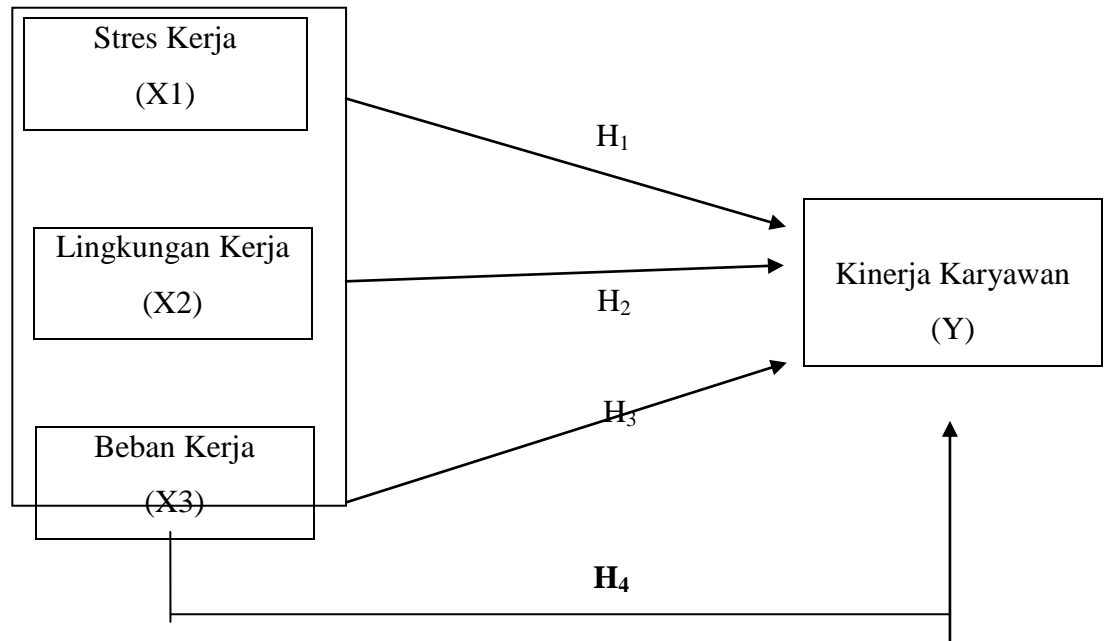 Stres Kerja
(X1)
H₁
Lingkungan Kerja
(X2)
H₂
Kinerja Karyawan
(Y)
H₃
Beban Kerja
(X3)
H₄